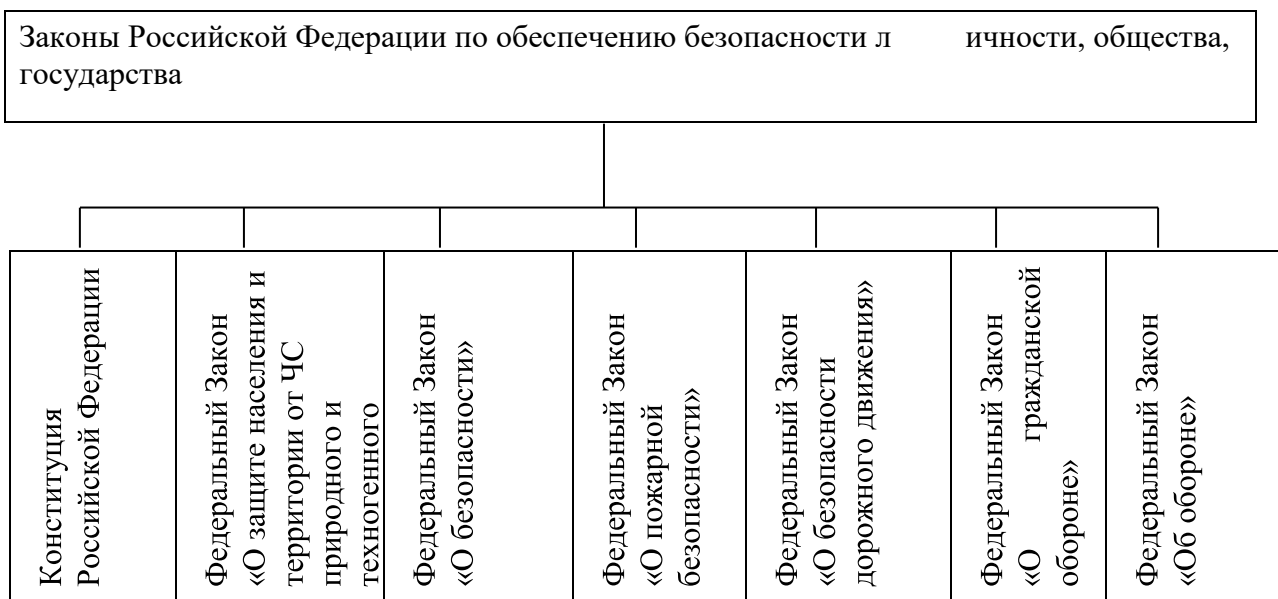 Законы Российской Федерации по обеспечению безопасности л ичности, общества,
государства
Конституция
Российской Федерации
Федеральный Закон
«О защите населения и
территории от ЧС
природного и
техногенного
Федеральный Закон
«О безопасности»
Федеральный Закон
«О пожарной
безопасности»
Федеральный Закон
«О безопасности
дорожного движения»
Федеральный Закон
«О гражданской
обороне»
Федеральный Закон
«Об обороне»